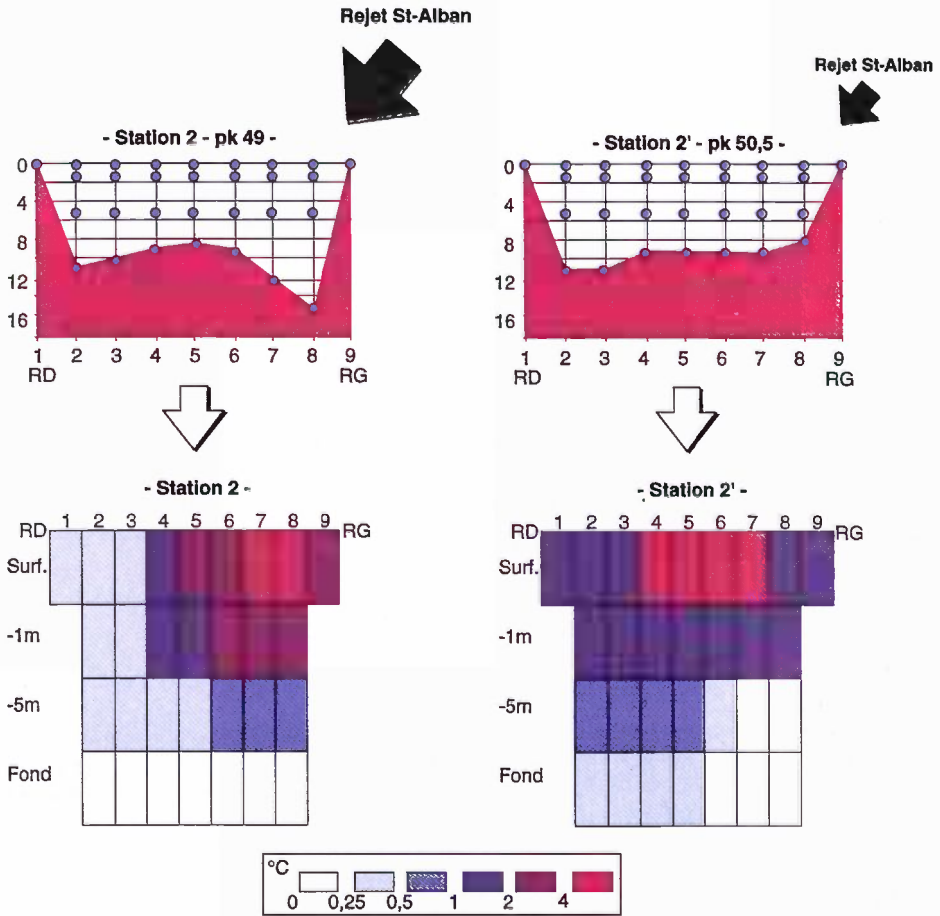 Rejet St-Alban
Rejet St-Alban
- Station 2 - pk 49 -
0
4
8
12
16
1 2 3 4 5 6 7 8 9
RD RG
- Station 2' - pk 50,5 -
0
4
8
12
16
1 2 3 4 5 6 7 8 9
RD RG
- Station 2 -
RD 1 2 3 4 5 6 7 8 9 RG
Surf.
-1m
-5m
Fond
- Station 2' -
RD 1 2 3 4 5 6 7 8 9 RG
Surf.
-1m
-5m
Fond
°C
0 0,25 0,5 1 2 4